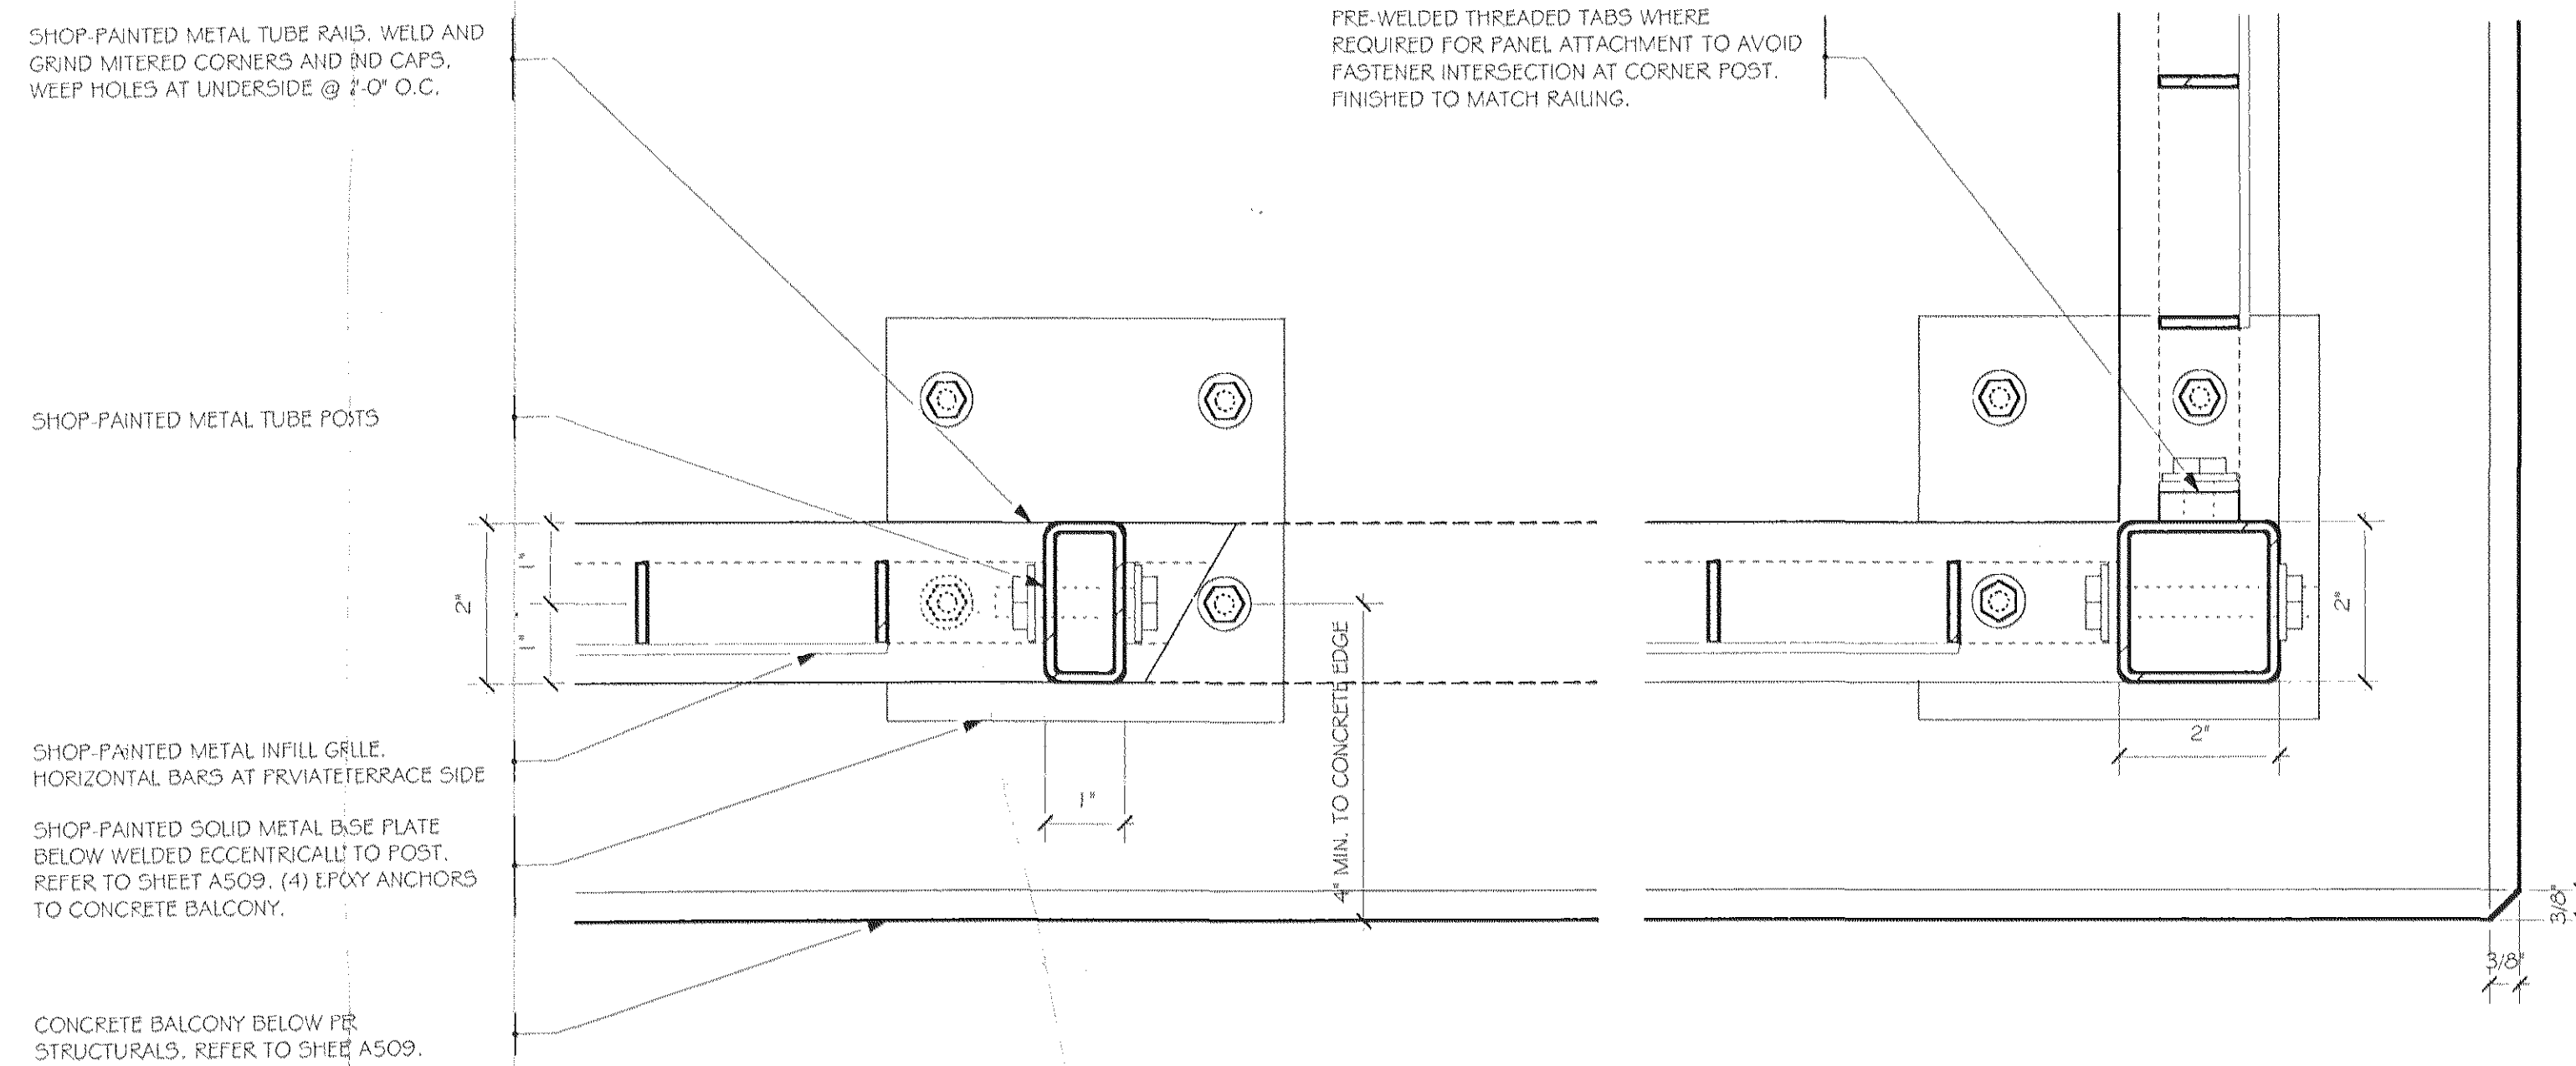 SHOP-PAINTED METAL TUBE RAILS. WELD AND
GRIND MITERED CORNERS AND END CAPS.
WEEP HOLES AT UNDERSIDE @ -0" O.C.
SHOP-PAINTED METAL TUBE POSTS
SHOP-PAINTED METAL INFILL GRILLE.
HORIZONTAL BARS AT PRVIATE TERRACE SIDE
SHOP-PAINTED SOLID METAL BASE PLATE
BELOW WELDED ECCENTRICALLY TO POST.
REFER TO SHEET A509. (4) EPOXY ANCHORS
TO CONCRETE BALCONY.
CONCRETE BALCONY BELOW PER
STRUCTURALS. REFER TO SHEET A509.
PRE-WELDED THREADED TABS WHERE
REQUIRED FOR PANEL ATTACHMENT TO AVOID
FASTENER INTERSECTION AT CORNER POST.
FINISHED TO MATCH RAILING.
2"
1"
1"
1"
4" MIN. TO CONCRETE EDGE
2"
2"
3/8"
3/8"